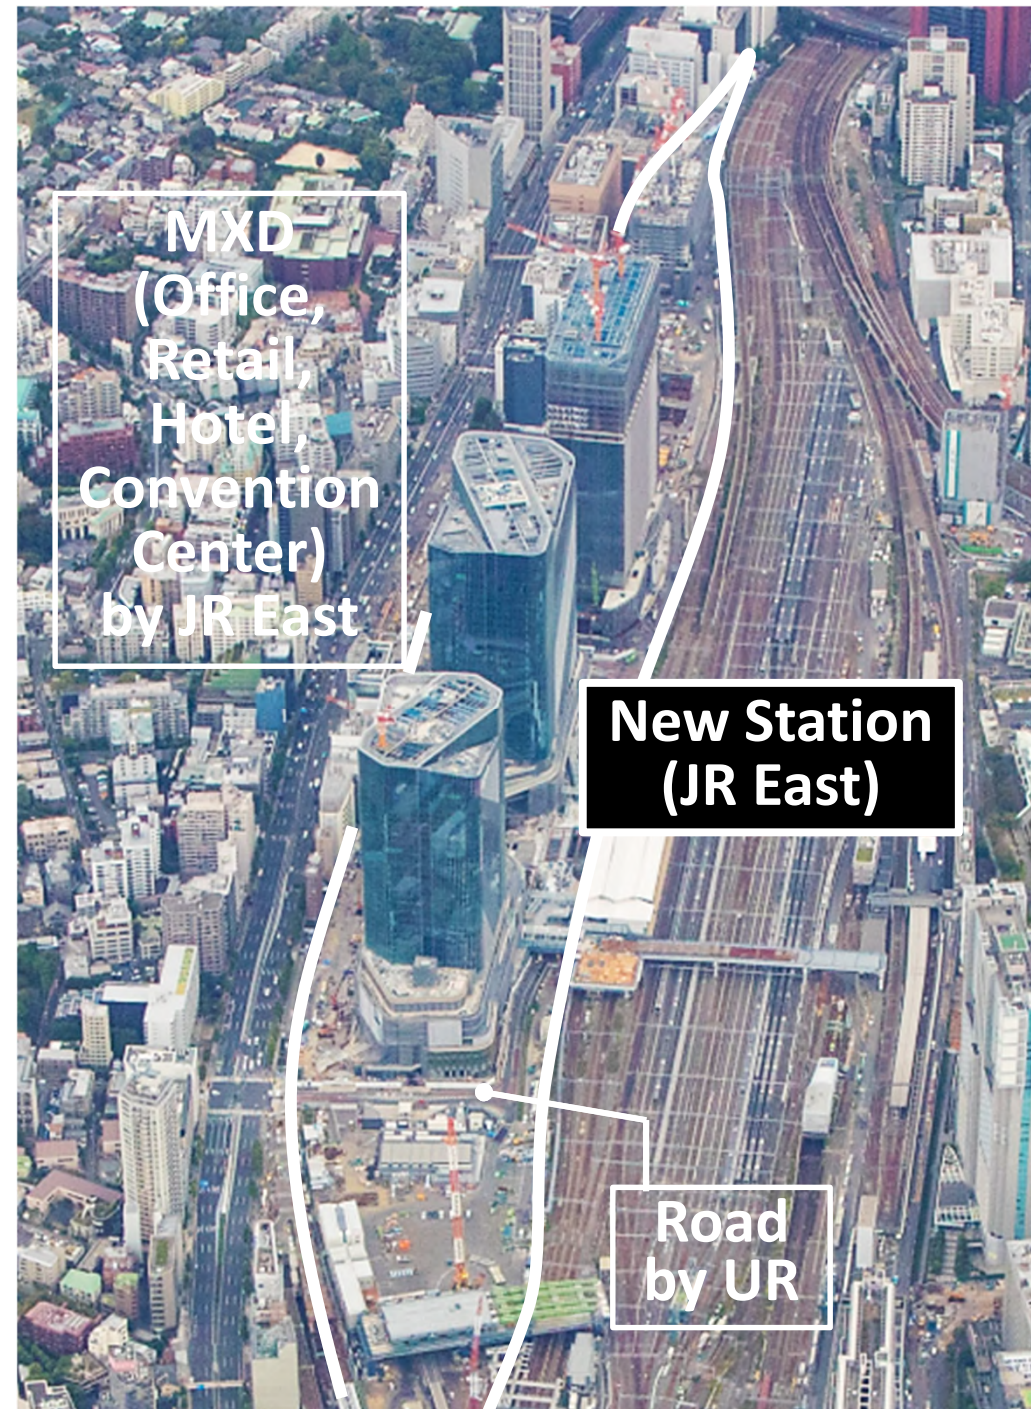 MXD
(Office,
Retail,
Hotel,
Convention
Center)
by JR East
New Station
(JR East)
Road
by UR